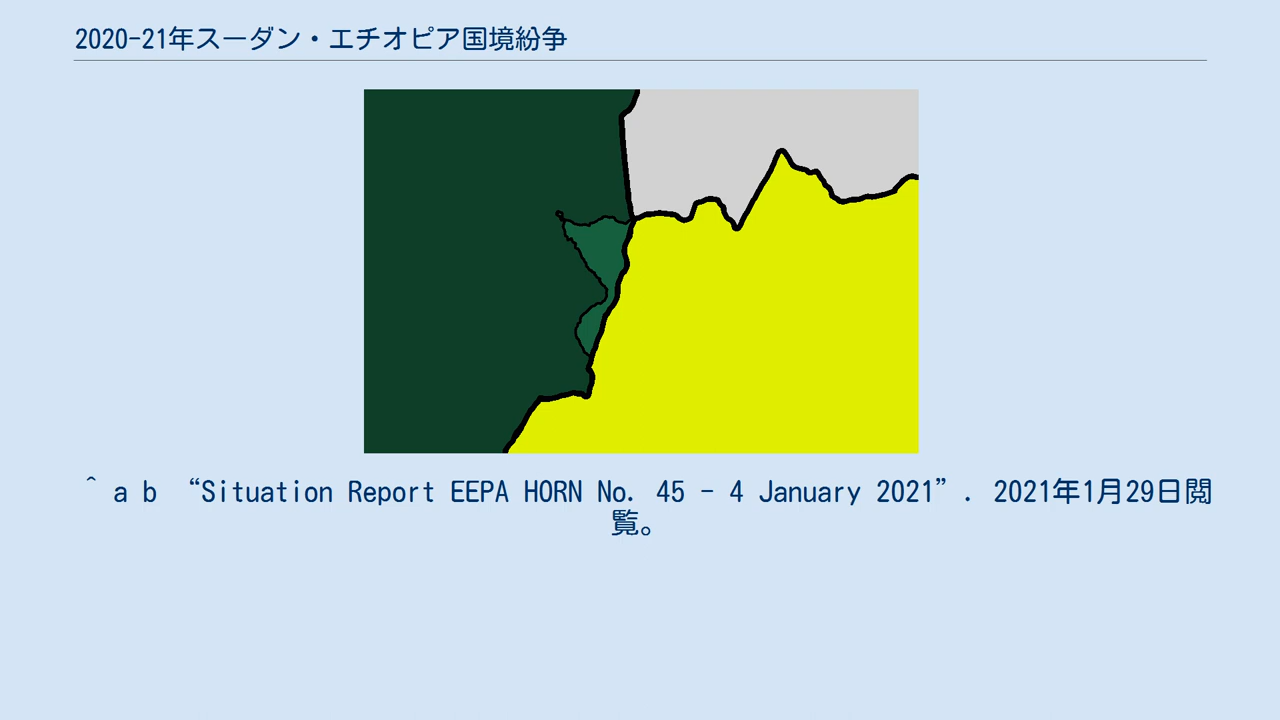 2020-21年スーダン・エチオピア国境紛争
^ a b “Situation Report EEPA HORN No. 45 - 4 January 2021”. 2021年1月29日閲
覧。